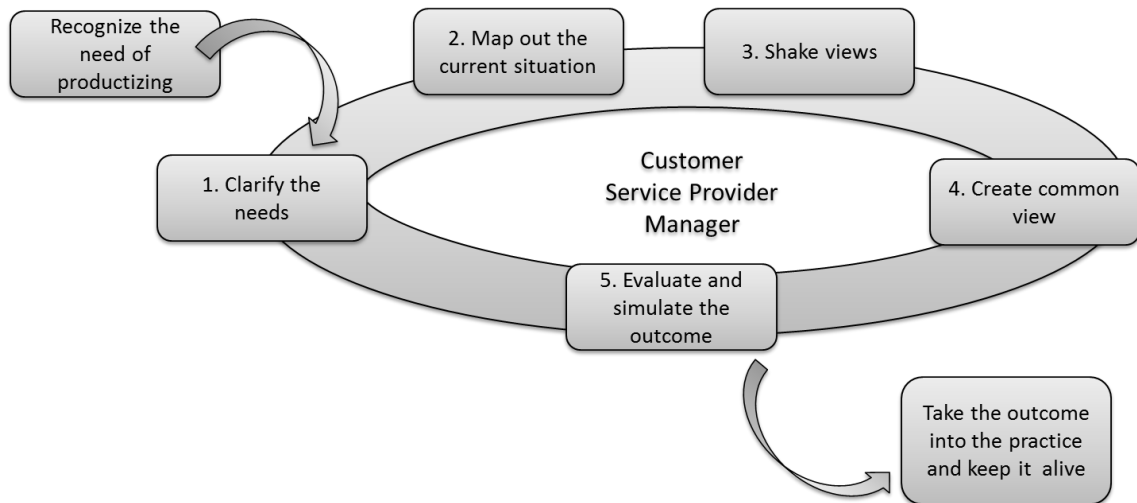 Recognize the
need of
productizing
2. Map out the
current situation
3. Shake views
1. Clarify the
needs
Customer
Service Provider
Manager
4. Create common
view
5. Evaluate and
simulate the
outcome
Take the outcome
into the practice
and keep it alive